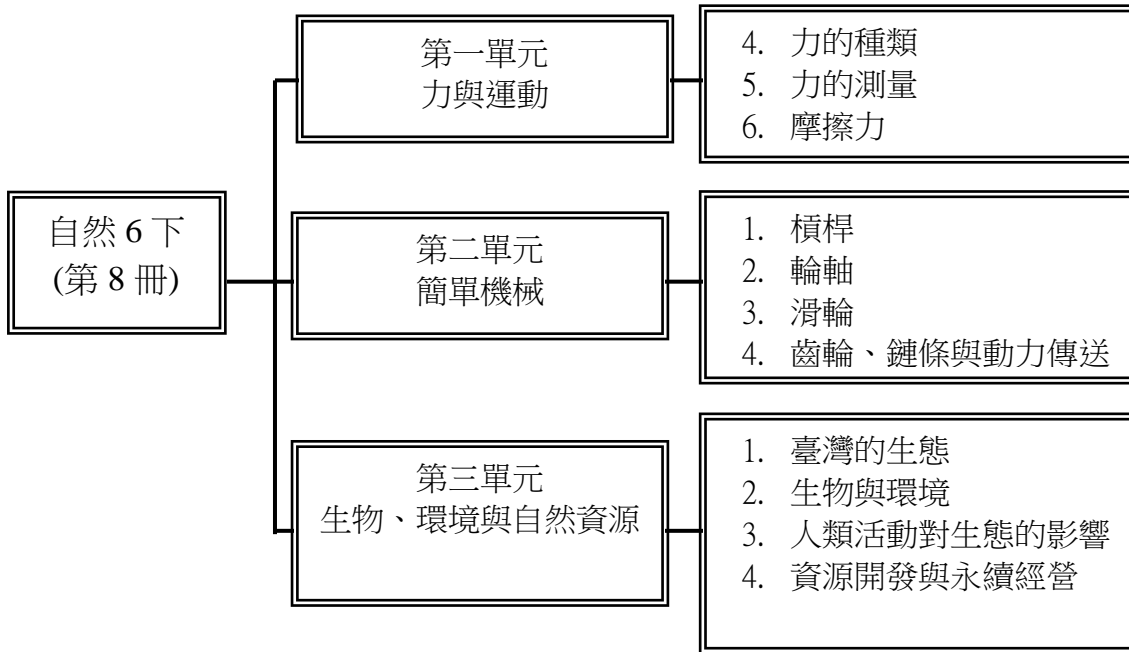 自然 6 下
(第 8 冊)
第一單元
力與運動
4. 力的種類
5. 力的測量
6. 摩擦力
第二單元
簡單機械
1. 槓桿
2. 輪軸
3. 滑輪
4. 齒輪、鏈條與動力傳送
第三單元
生物、環境與自然資源
1. 臺灣的生態
2. 生物與環境
3. 人類活動對生態的影響
4. 資源開發與永續經營